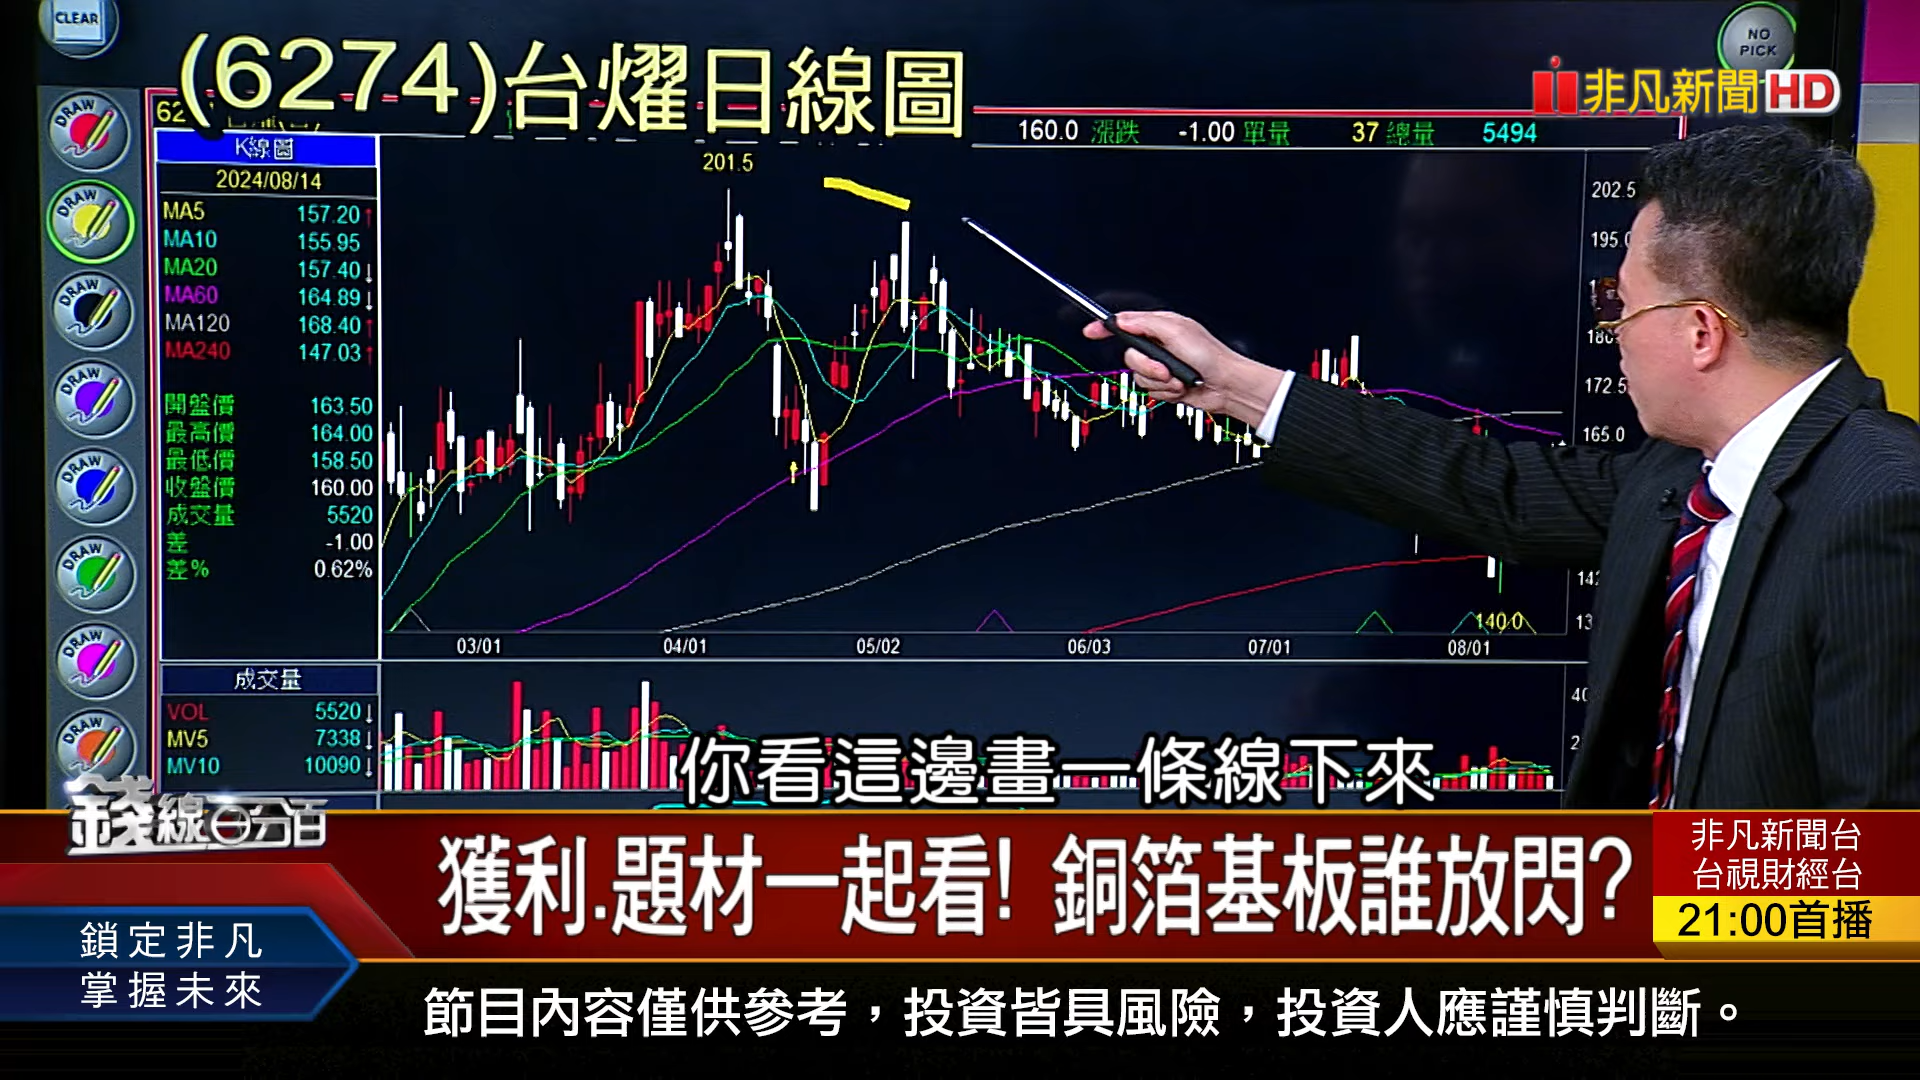 CLEAR
(6274)台燿日線圖
NO
PICK
非凡新聞HD
160.0 漲跌 -1.00 單量 37 總量 5494
K線圖
2024/08/14
MA5 157.20↑
MA10 155.95
MA20 157.40↓
MA60 164.89↓
MA120 168.40↑
MA240 147.03↑
開盤價 163.50
最高價 164.00
最低價 158.50
收盤價 160.00
成交量 5520
差 -1.00
差% 0.62%
201.5
202.5
172.5
165.0
140.0
03/01 04/01 05/02 06/03 07/01 08/01
成交量
VOL 5520↓
MV5 7338↓
MV10 10090↓
DRAW
DRAW
DRAW
DRAW
DRAW
DRAW
DRAW
DRAW
你看這邊畫一條線下來
錢線百分百
獲利.題材一起看! 銅箔基板誰放閃?
非凡新聞台
台視財經台
21:00首播
鎖定非凡
掌握未來
節目內容僅供參考，投資皆具風險，投資人應謹慎判斷。